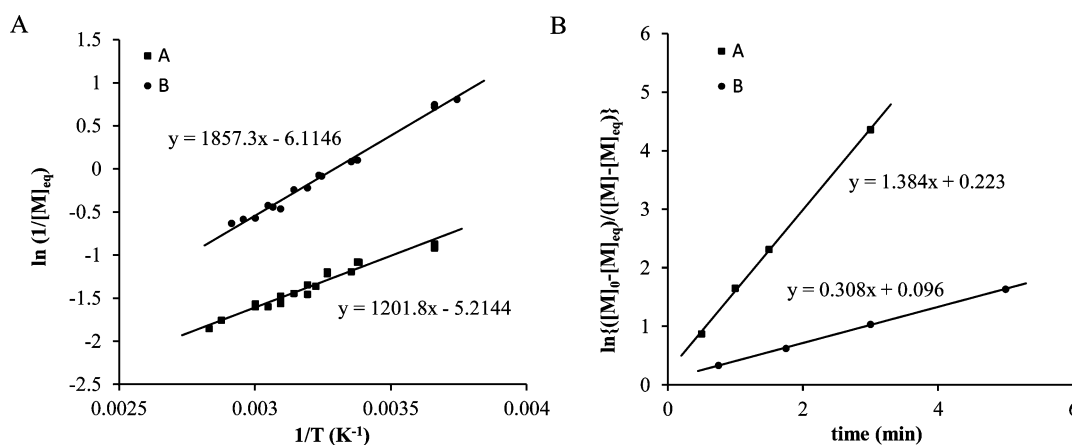 A
ln (1/[M]eq)
1.5
1
0.5
0
-0.5
-1
-1.5
-2
-2.5
A
B
y = 1857.3x - 6.1146
y = 1201.8x - 5.2144
0.0025
0.003
0.0035
0.004
1/T (K-1)
B
ln{([M]0-[M]eq)/([M]-[M]eq)}
6
5
4
3
2
1
0
A
B
y = 1.384x + 0.223
y = 0.308x + 0.096
0
2
4
6
time (min)